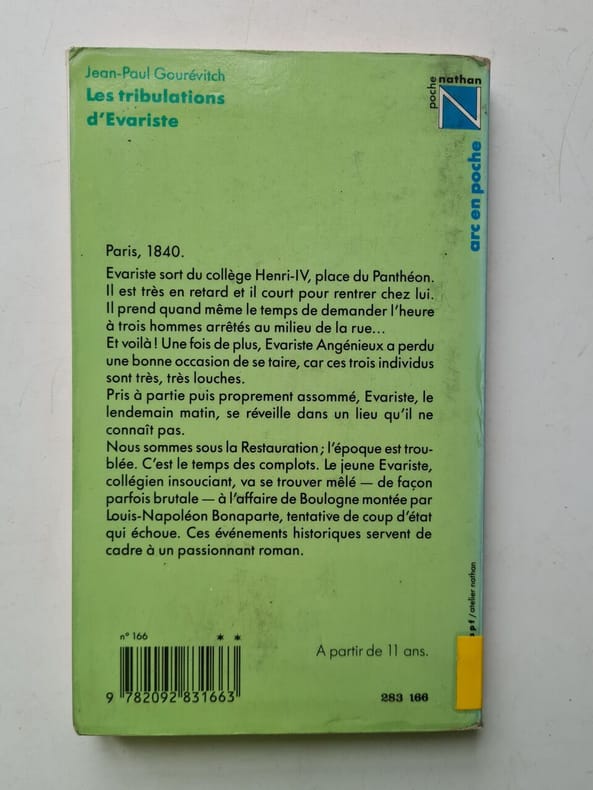 Jean-Paul Gourévitch
Les tribulations
d'Evariste
poche
nathan
arc en poche
Paris, 1840.
Evariste sort du collège Henri-IV, place du Panthéon.
Il est très en retard et il court pour rentrer chez lui.
Il prend quand même le temps de demander l'heure
à trois hommes arrêtés au milieu de la rue...
Et voilà ! Une fois de plus, Evariste Angénieux a perdu
une bonne occasion de se taire, car ces trois individus
sont très, très louches.
Pris à partie puis proprement assommé, Evariste, le
lendemain matin, se réveille dans un lieu qu'il ne
connaît pas.
Nous sommes sous la Restauration ; l'époque est trou-
blée. C'est le temps des complots. Le jeune Evariste,
collégien insouciant, va se trouver mêlé — de façon
parfois brutale — à l'affaire de Boulogne montée par
Louis-Napoléon Bonaparte, tentative de coup d'état
qui échoue. Ces événements historiques servent de
cadre à un passionnant roman.
p f / atelier nathan
n° 166 * *
A partir de 11 ans.
9 782092 831663
283 166